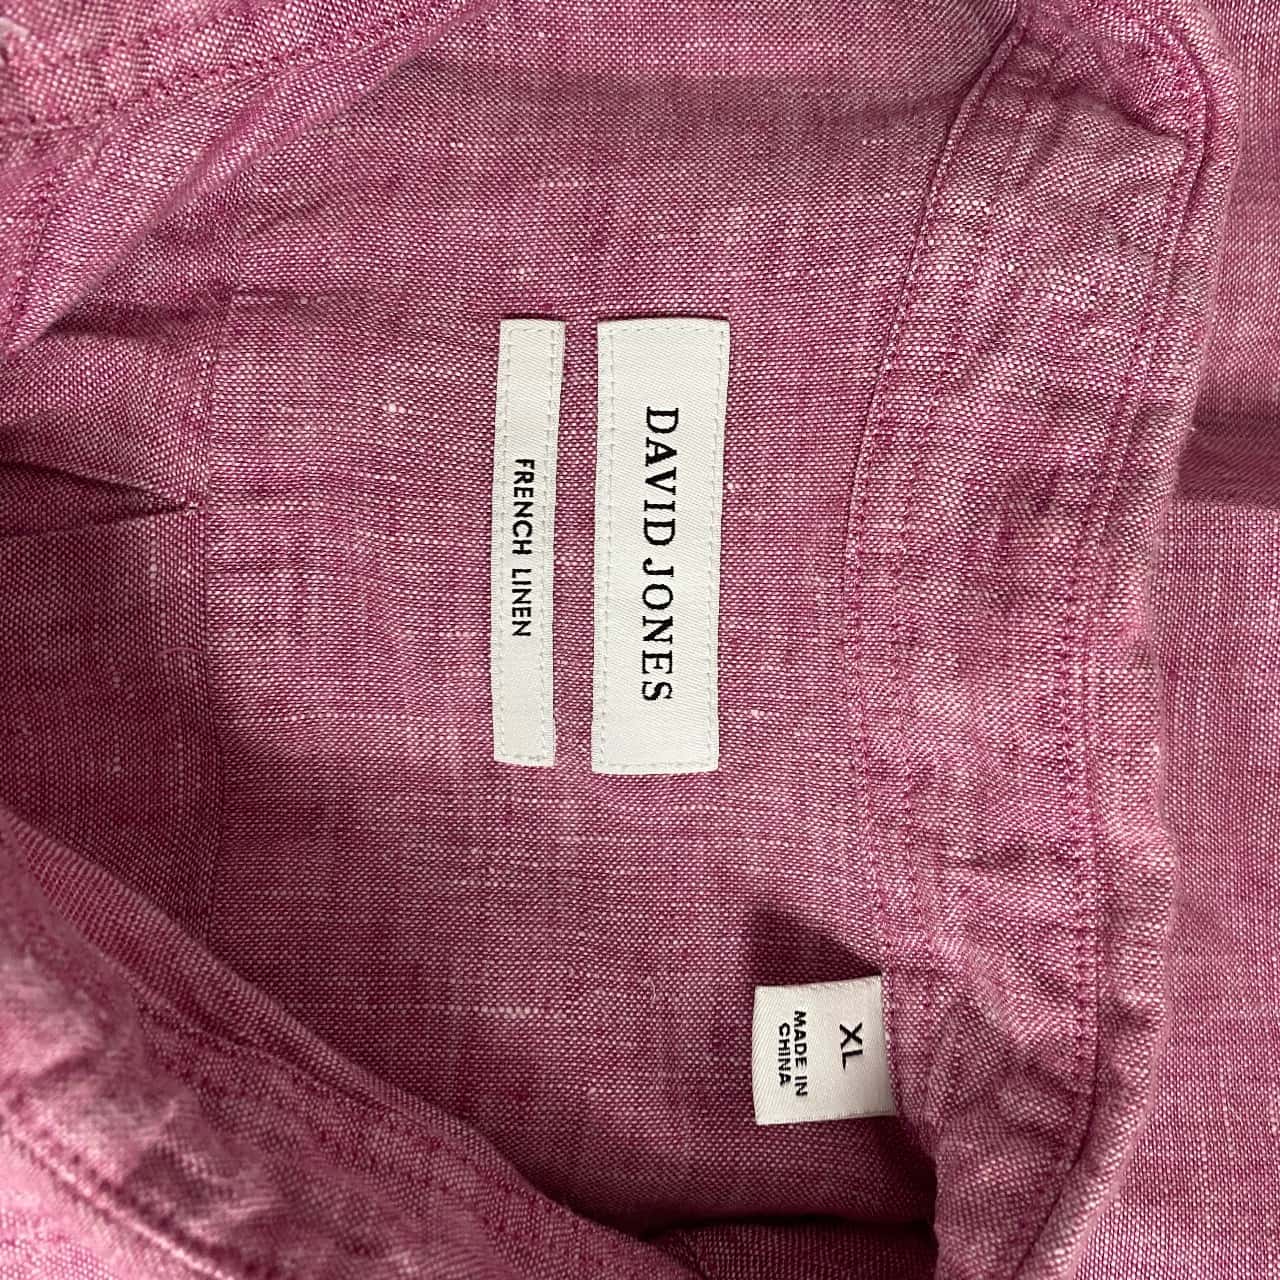 DAVID JONES
FRENCH LINEN
XL
MADE IN
CHINA